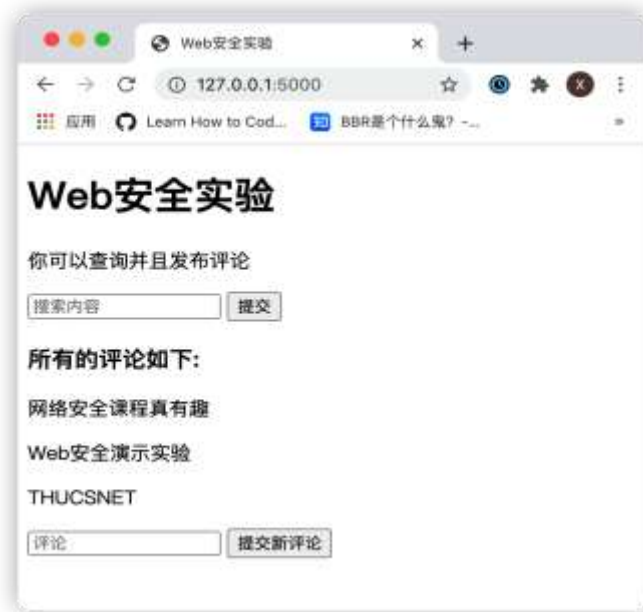 Web安全实验
127.0.0.1:5000
X
应用 Learn How to Cod... 知 BBR是个什么鬼? -...
Web安全实验
你可以查询并且发布评论
搜索内容 提交
所有的评论如下:
网络安全课程真有趣
Web安全演示实验
THUCSNET
评论 提交新评论